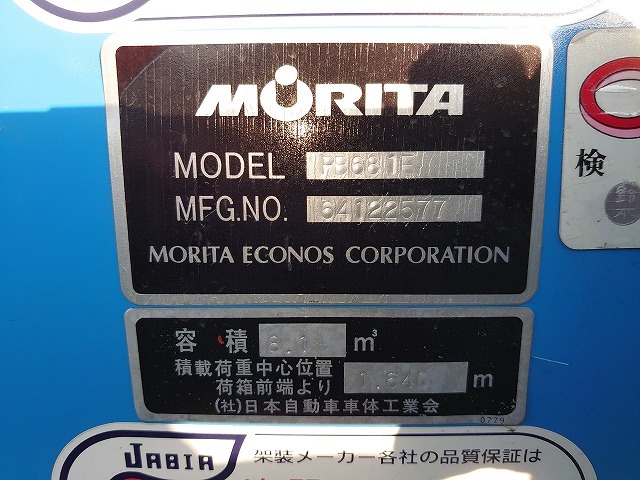 MORITA
MODEL PB681E
MFG.NO. 64122577
MORITA ECONOS CORPORATION
検
容積 m³
積載荷重中心位置
荷箱前端より m
(社)日本自動車車体工業会
0779
JABIA
架装メーカー各社の品質保証は